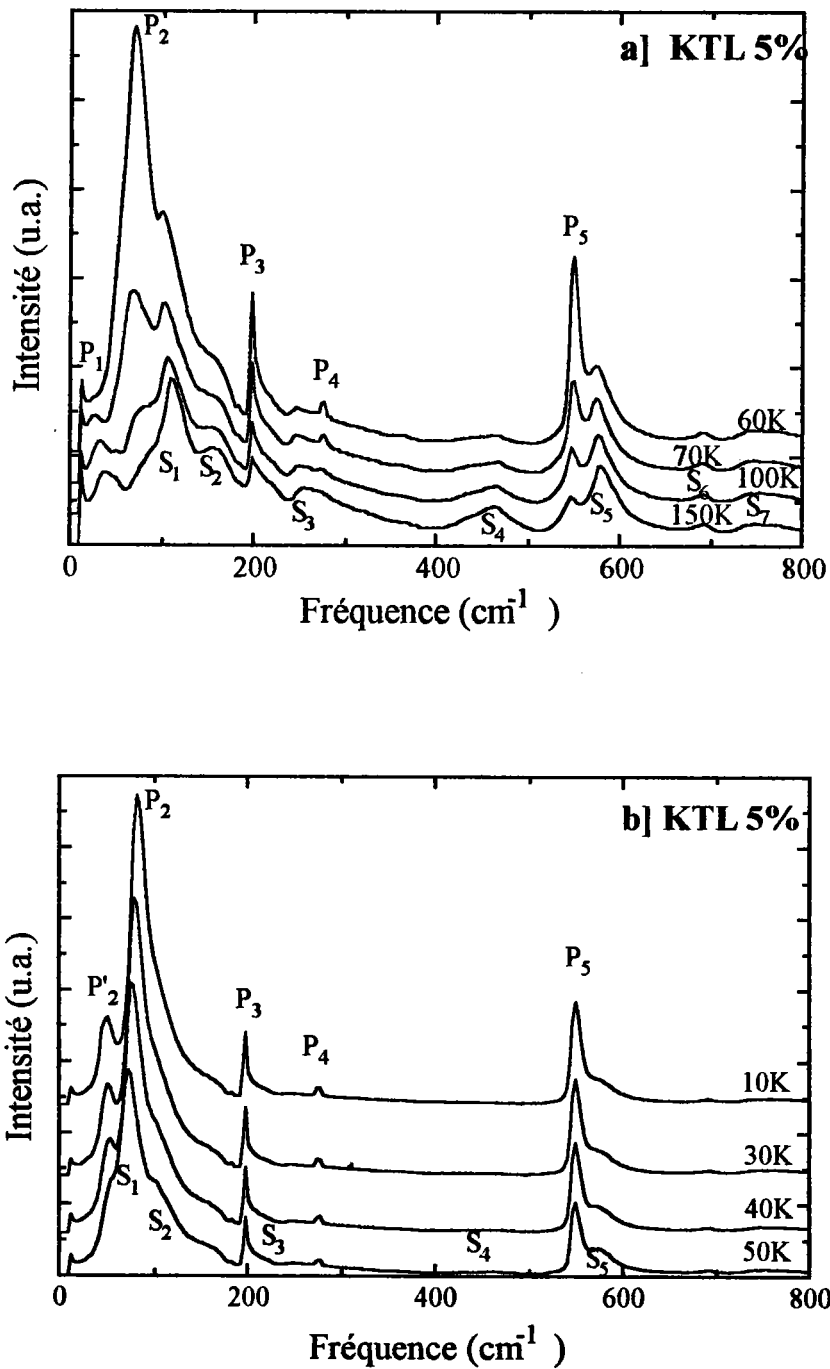 P₂
a] KTL 5%
P₅
P₃
P₁
P₄
60K
70K
100K
S₁
S₂
S₆
S₃
S₄
S₅
150K
S₇
Intensité (u.a.)
0
200
400
600
800
Fréquence (cm⁻¹ )
P₂
b] KTL 5%
P'₂
P₃
P₄
P₅
10K
30K
S₁
S₂
S₃
S₄
40K
S₅
50K
Intensité (u.a.)
0
200
400
600
800
Fréquence (cm⁻¹ )